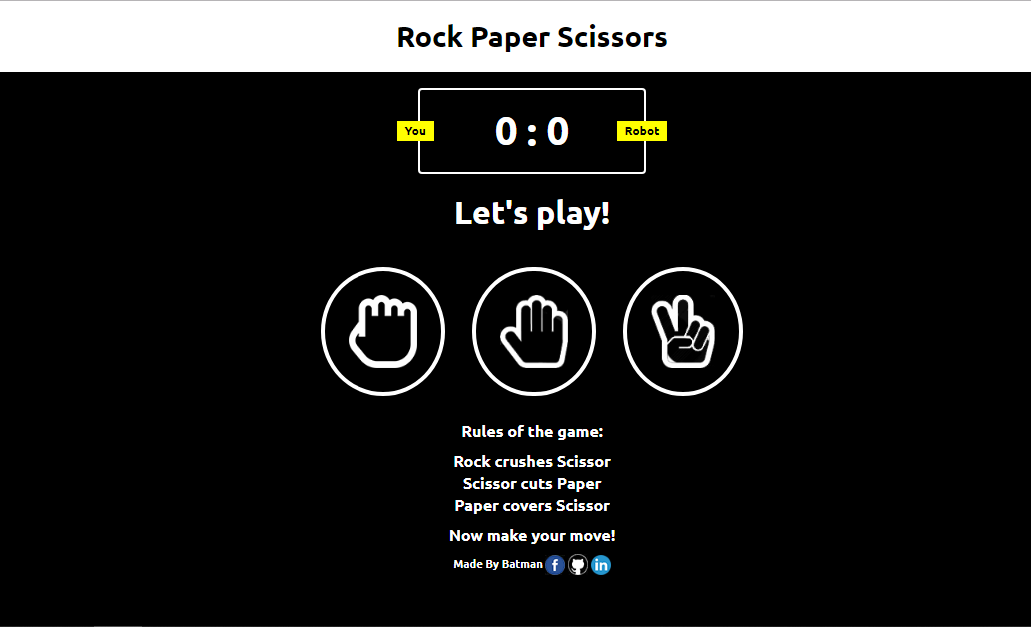 Rock Paper Scissors
You 0 : 0 Robot
Let's play!
Rules of the game:
Rock crushes Scissor
Scissor cuts Paper
Paper covers Scissor
Now make your move!
Made By Batman f in